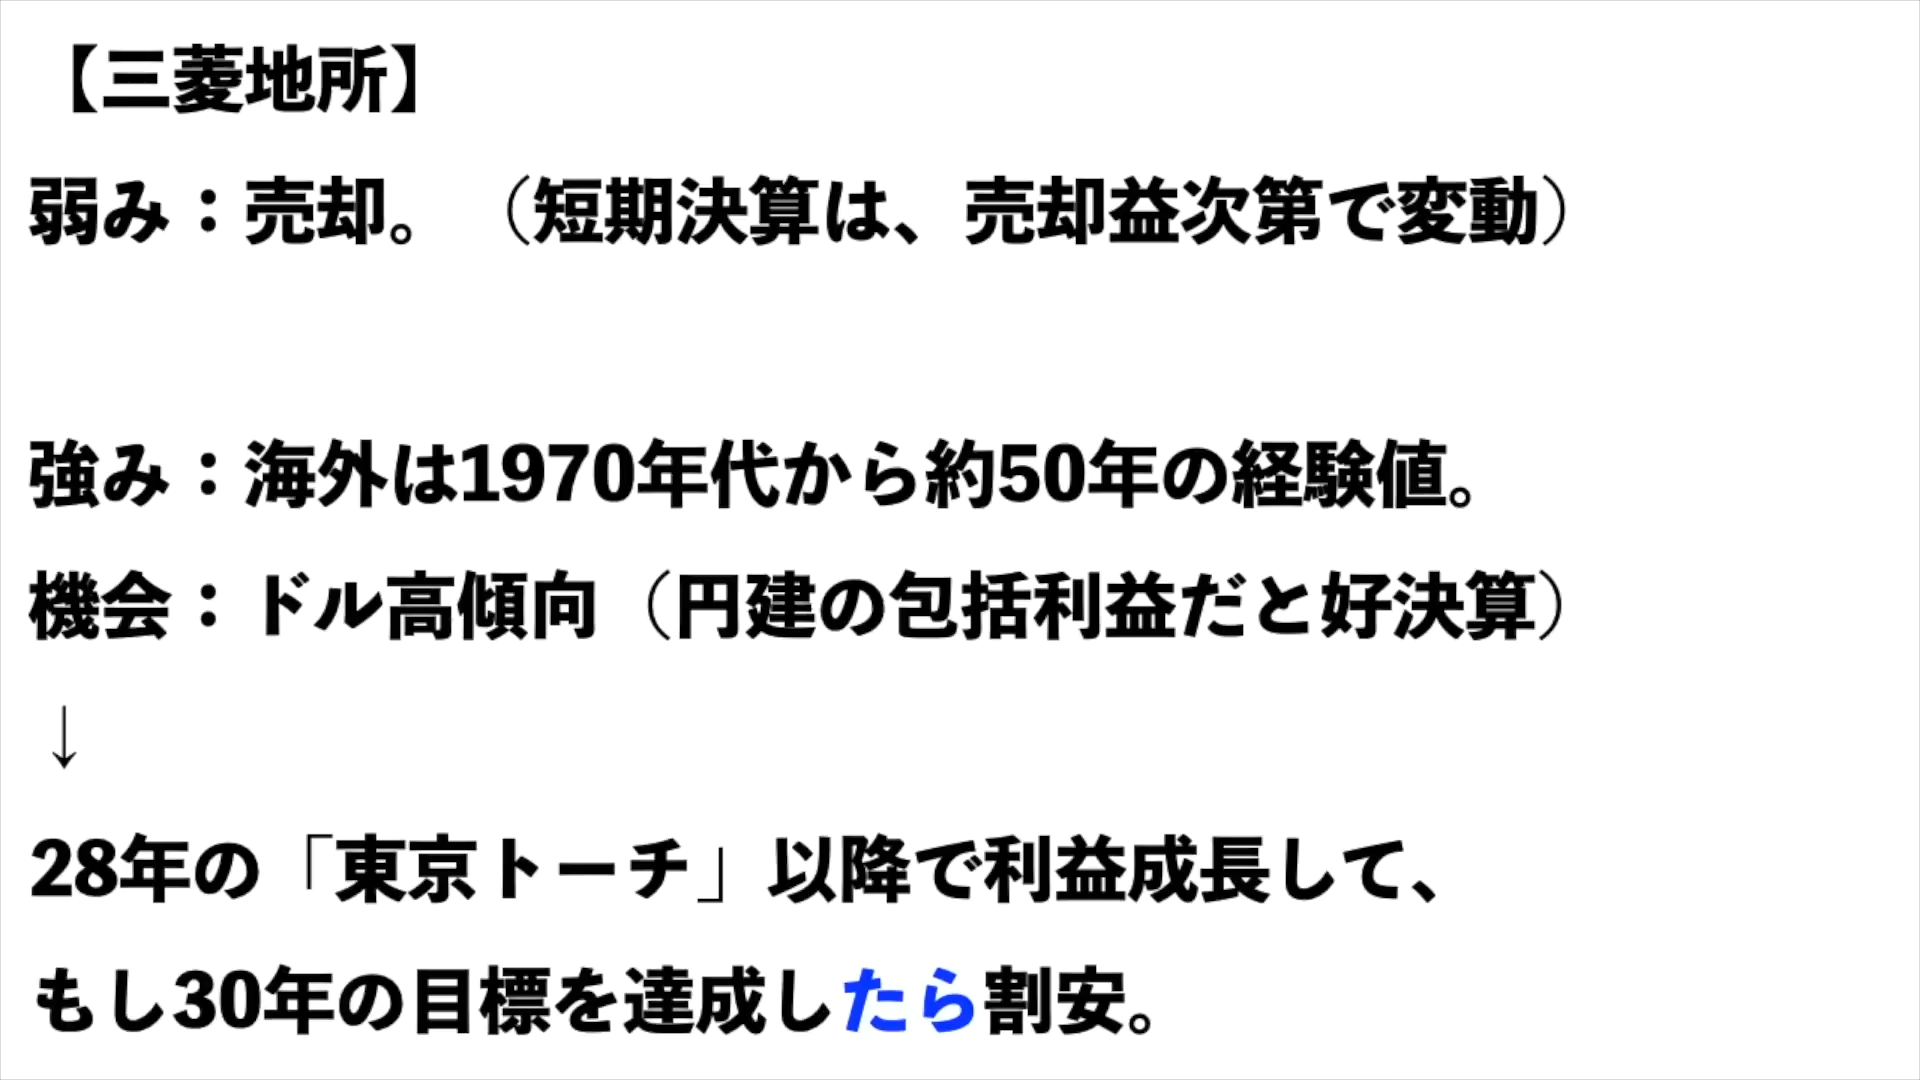 【三菱地所】
弱み：売却。（短期決算は、売却益次第で変動）
強み：海外は1970年代から約50年の経験値。
機会：ドル高傾向（円建の包括利益だと好決算）
↓
28年の「東京トーチ」以降で利益成長して、
もし30年の目標を達成したら割安。